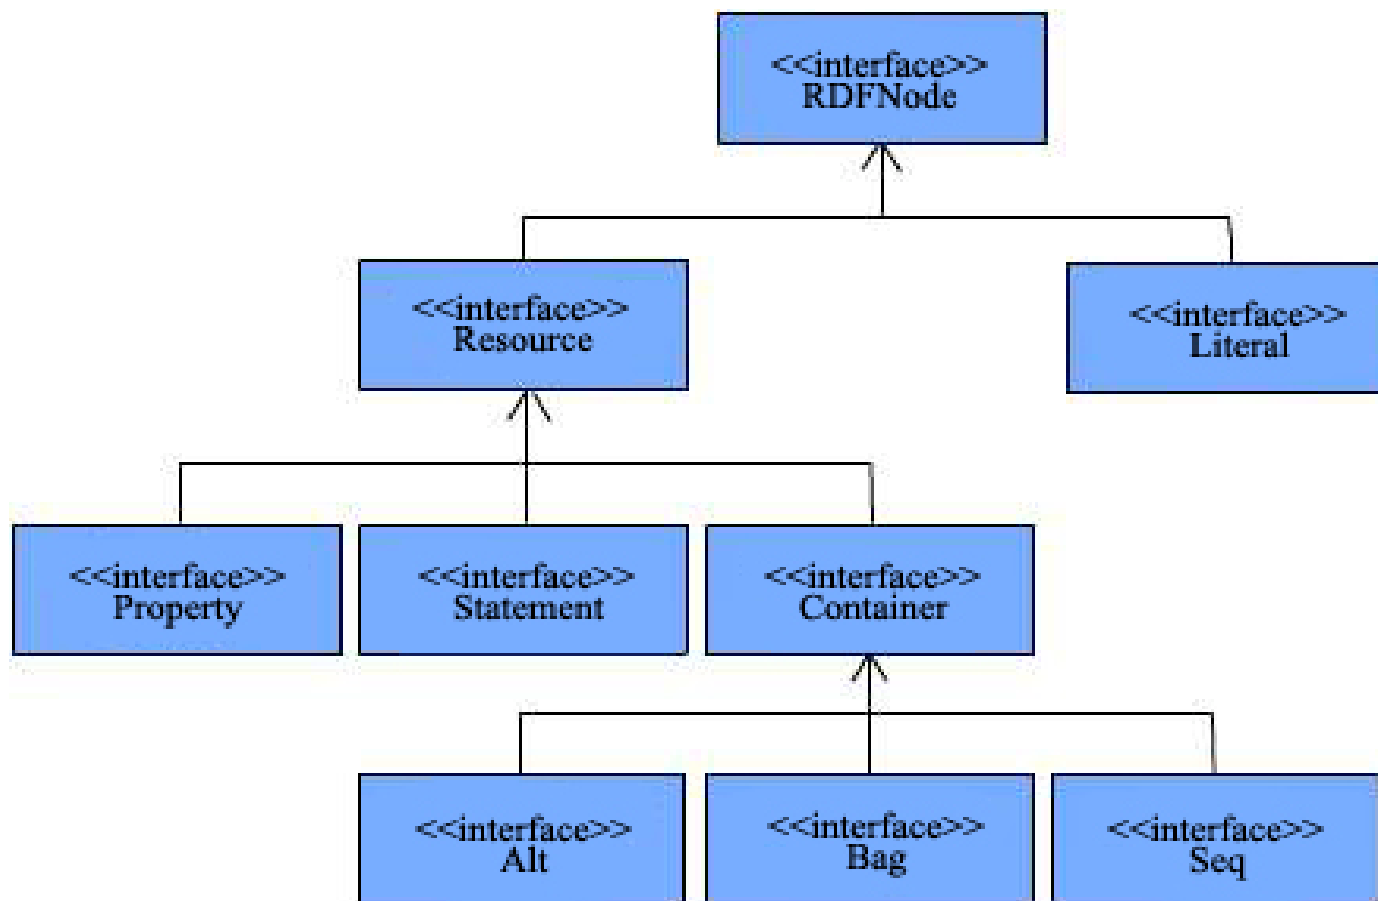 <<interface>>
RDFNode
<<interface>>
Resource
<<interface>>
Literal
<<interface>>
Property
<<interface>>
Statement
<<interface>>
Container
<<interface>>
Alt
<<interface>>
Bag
<<interface>>
Seq